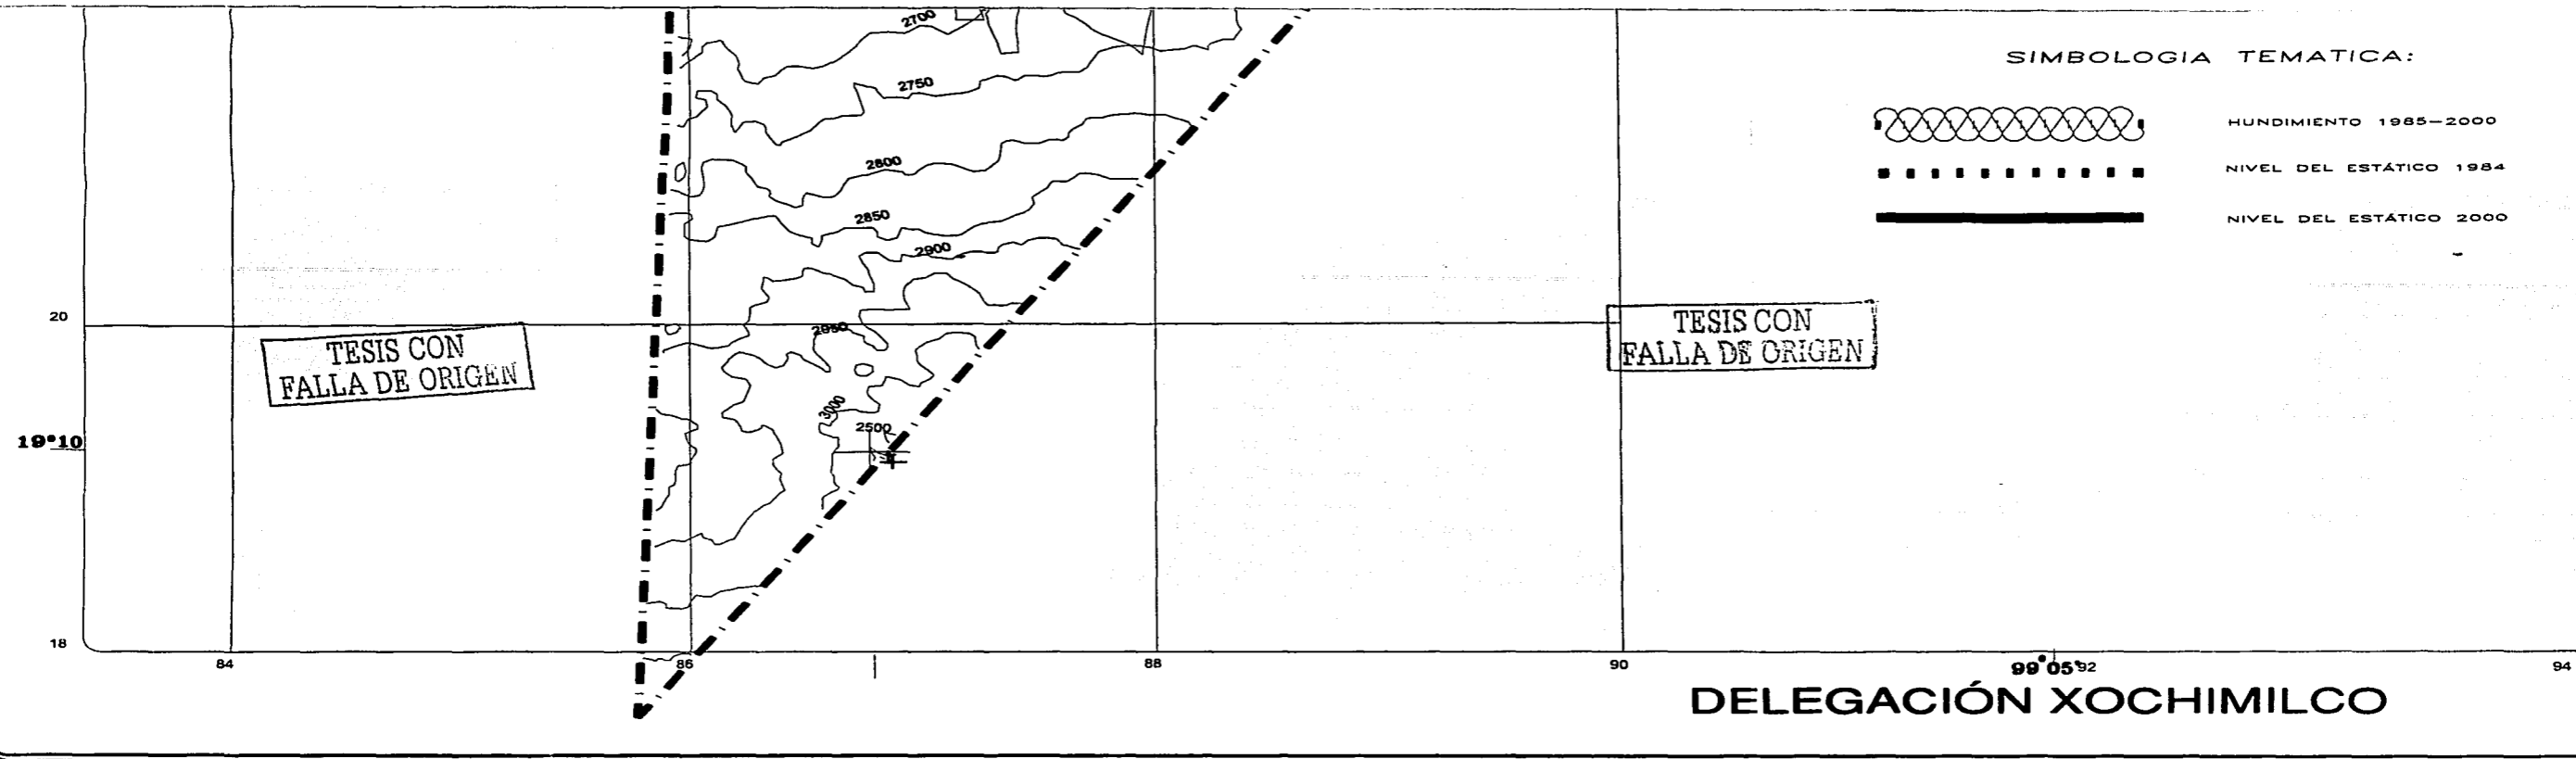 2700
SIMBOLOGIA TEMATICA:
2750
HUNDIMIENTO 1985-2000
2800
NIVEL DEL ESTÁTICO 1984
2850
NIVEL DEL ESTÁTICO 2000
2900
20
2850
TESIS CON
FALLA DE ORIGEN
TESIS CON
FALLA DE ORIGEN
3000
2500
19°10
18
84
86
88
90
99°05'
92
94
DELEGACIÓN XOCHIMILCO